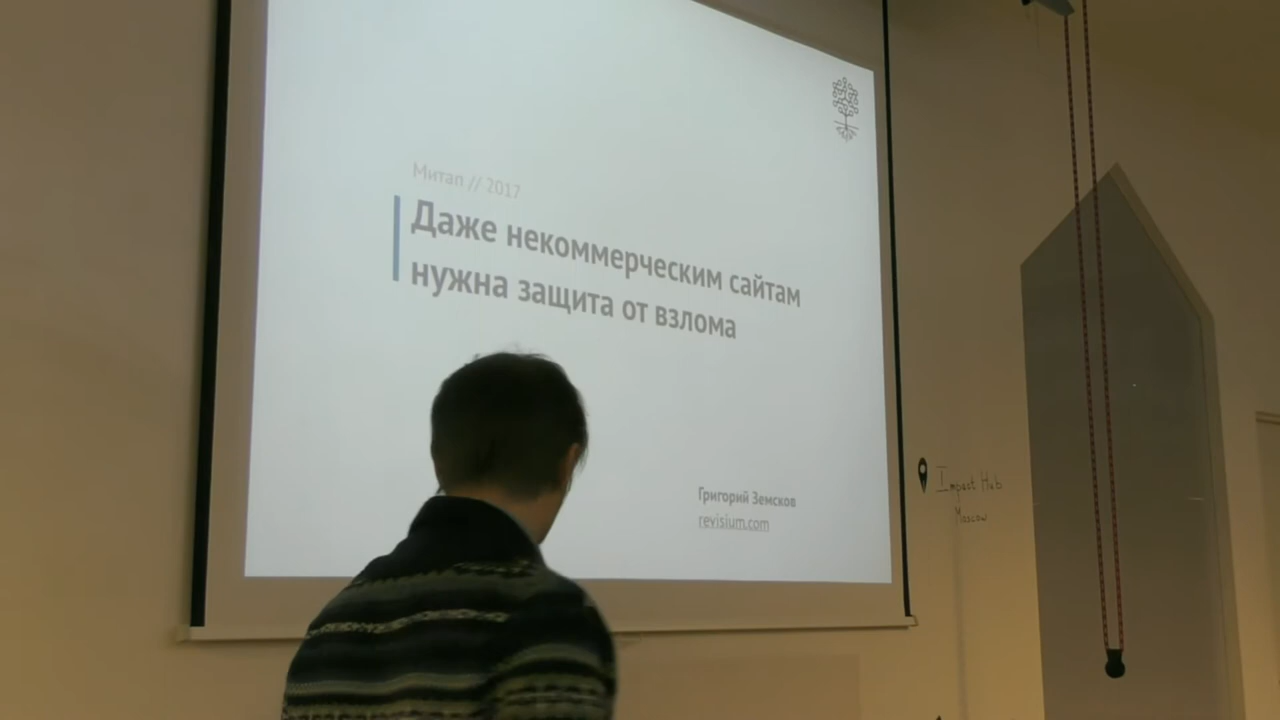 Митап // 2017
Даже некоммерческим сайтам
нужна защита от взлома
Григорий Земсков
revisium.com
Impact Hub
Moscow